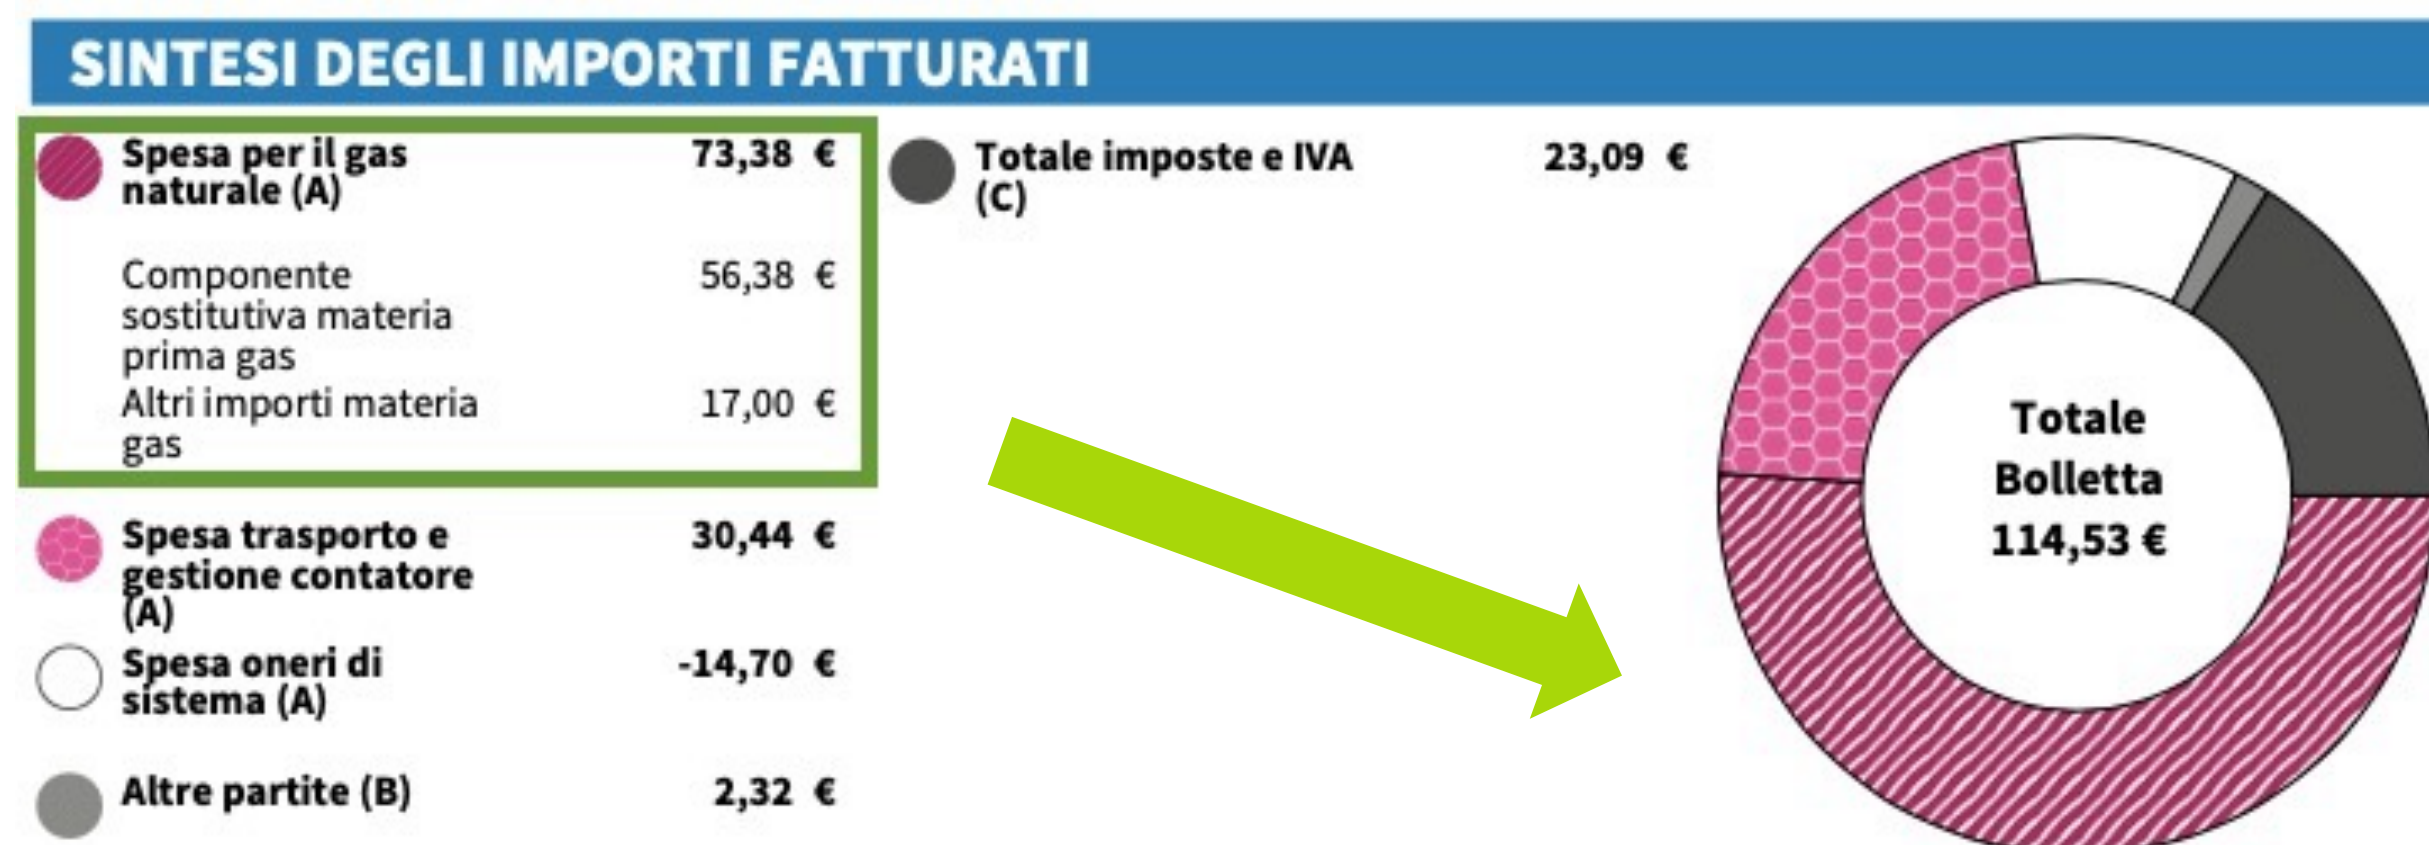 SINTESI DEGLI IMPORTI FATTURATI
Spesa per il gas 73,38 €
naturale (A)
Componente 56,38 €
sostitutiva materia
prima gas
Altri importi materia 17,00 €
gas
Spesa trasporto e 30,44 €
gestione contatore
(A)
Spesa oneri di -14,70 €
sistema (A)
Altre partite (B) 2,32 €
Totale imposte e IVA 23,09 €
(C)
Totale
Bolletta
114,53 €